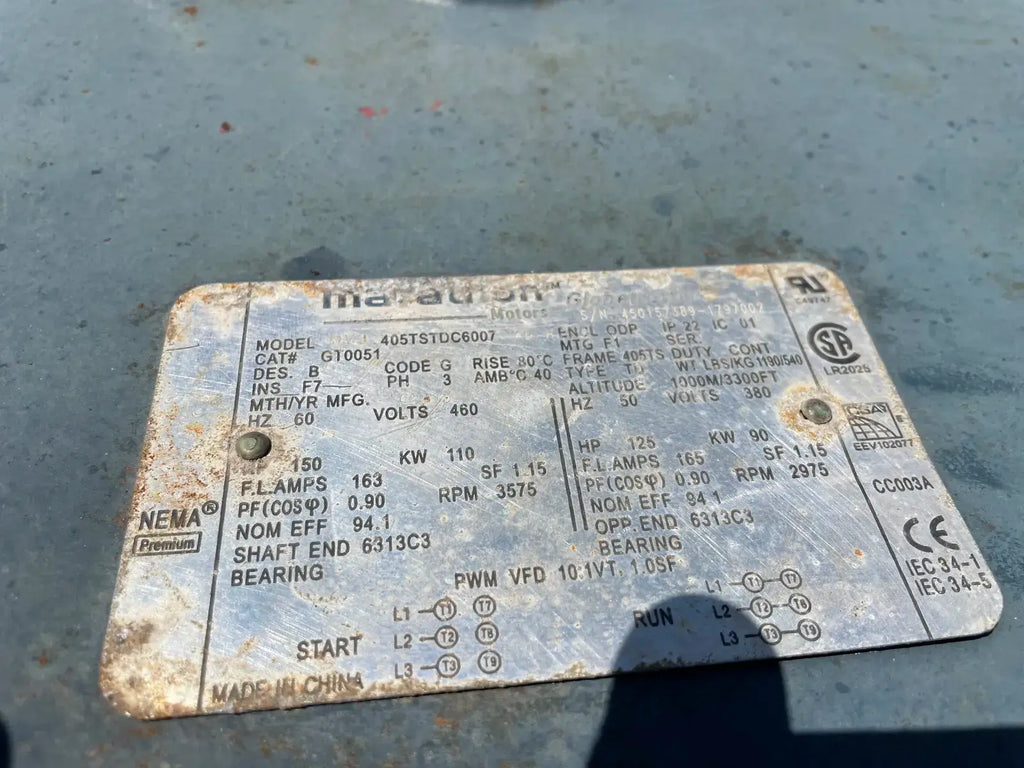 marathon™
Motors
S/N 450157389-1797002
MODEL 405TSTDC6007
CAT# GT0051
DES. B CODE G RISE 80°C
INS F7 PH 3 AMB°C 40
MTH/YR MFG.
HZ 60 VOLTS 460
ENCL ODP IP 22 IC 01
MTG F1 SER.
FRAME 405TS DUTY CONT
TYPE TD WT LBS/KG 1190/540
ALTITUDE 1000M/3300FT
HZ 50 VOLTS 380
HP 150 KW 110
F.L.AMPS 163 SF 1.15
PF(COSφ) 0.90 RPM 3575
NOM EFF 94.1
SHAFT END 6313C3
BEARING
HP 125 KW 90
F.L.AMPS 165 SF 1.15
PF(COSφ) 0.90 RPM 2975
NOM EFF 94.1
OPP.END 6313C3
BEARING
PWM VFD 10:1VT, 1.0SF
START
L1 T1 T7
L2 T2 T8
L3 T3 T9
RUN
L1 T1 T7
L2 T2 T8
L3 T3 T9
MADE IN CHINA
NEMA®
Premium
UR
SA
LR2025
EEV102077
CC003A
CE
IEC 34-1
IEC 34-5